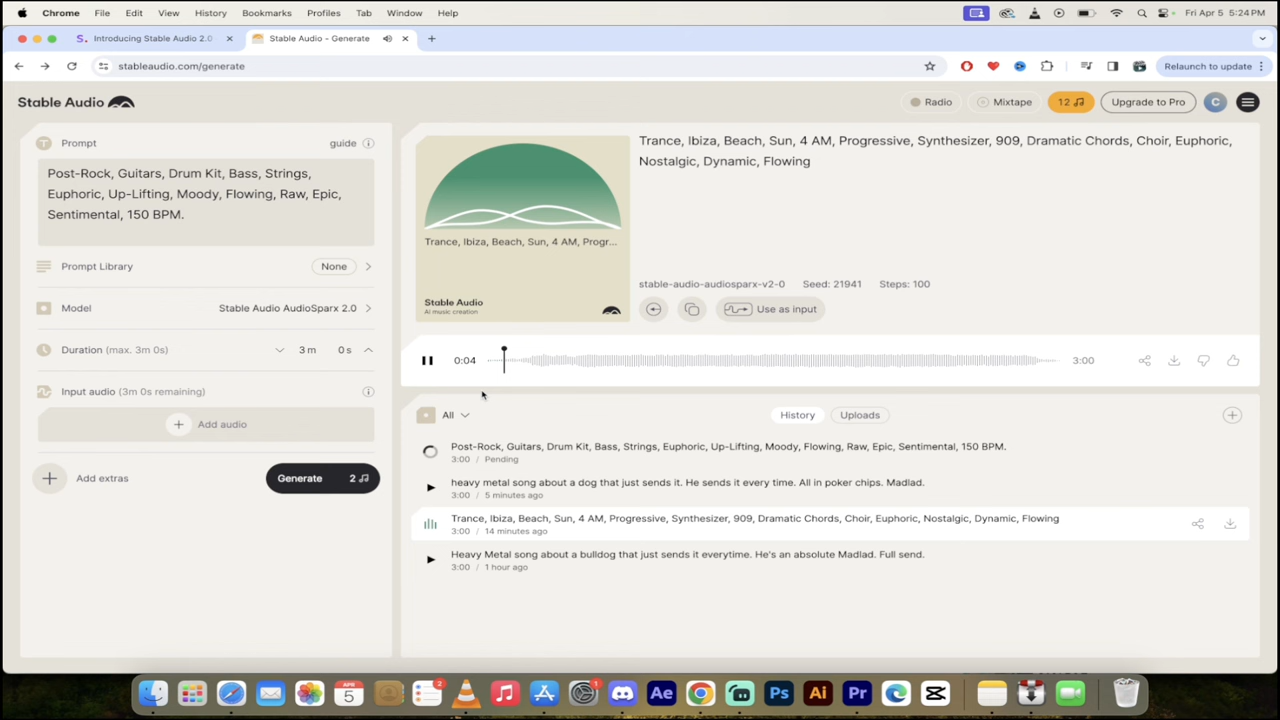 Chrome File Edit View History Bookmarks Profiles Tab Window Help Fri Apr 5 5:24 PM
S. Introducing Stable Audio 2.0 Stable Audio - Generate
stableaudio.com/generate Relaunch to update
Stable Audio Radio Mixtape 12 Upgrade to Pro C
Prompt guide
Post-Rock, Guitars, Drum Kit, Bass, Strings,
Euphoric, Up-Lifting, Moody, Flowing, Raw, Epic,
Sentimental, 150 BPM.
Prompt Library None
Model Stable Audio AudioSparx 2.0
Duration (max. 3m 0s) 3 m 0 s
Input audio (3m 0s remaining)
Add audio
Add extras Generate 2
Trance, Ibiza, Beach, Sun, 4 AM, Progr...
Stable Audio
AI music creation
Trance, Ibiza, Beach, Sun, 4 AM, Progressive, Synthesizer, 909, Dramatic Chords, Choir, Euphoric,
Nostalgic, Dynamic, Flowing
stable-audio-audiosparx-v2-0 Seed: 21941 Steps: 100
Use as input
0:04 3:00
All History Uploads
Post-Rock, Guitars, Drum Kit, Bass, Strings, Euphoric, Up-Lifting, Moody, Flowing, Raw, Epic, Sentimental, 150 BPM.
3:00 / Pending
heavy metal song about a dog that just sends it. He sends it every time. All in poker chips. Madlad.
3:00 / 5 minutes ago
Trance, Ibiza, Beach, Sun, 4 AM, Progressive, Synthesizer, 909, Dramatic Chords, Choir, Euphoric, Nostalgic, Dynamic, Flowing
3:00 / 14 minutes ago
Heavy Metal song about a bulldog that just sends it everytime. He's an absolute Madlad. Full send.
3:00 / 1 hour ago
APR
5 2 1 Ae Ps Ai Pr